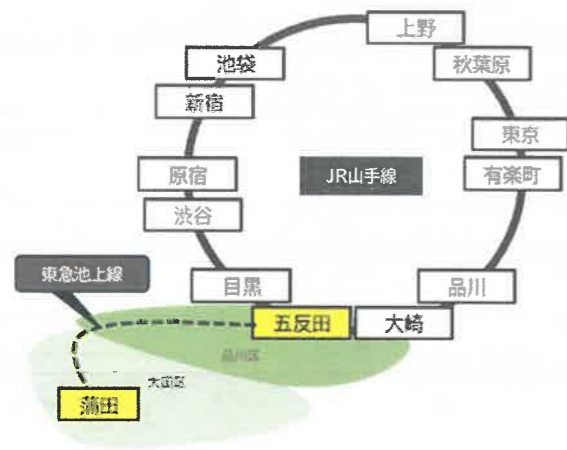 上野
池袋
秋葉原
新宿
東京
原宿
JR山手線
有楽町
渋谷
東急池上線
目黒
品川
五反田
大崎
品川区
大田区
蒲田